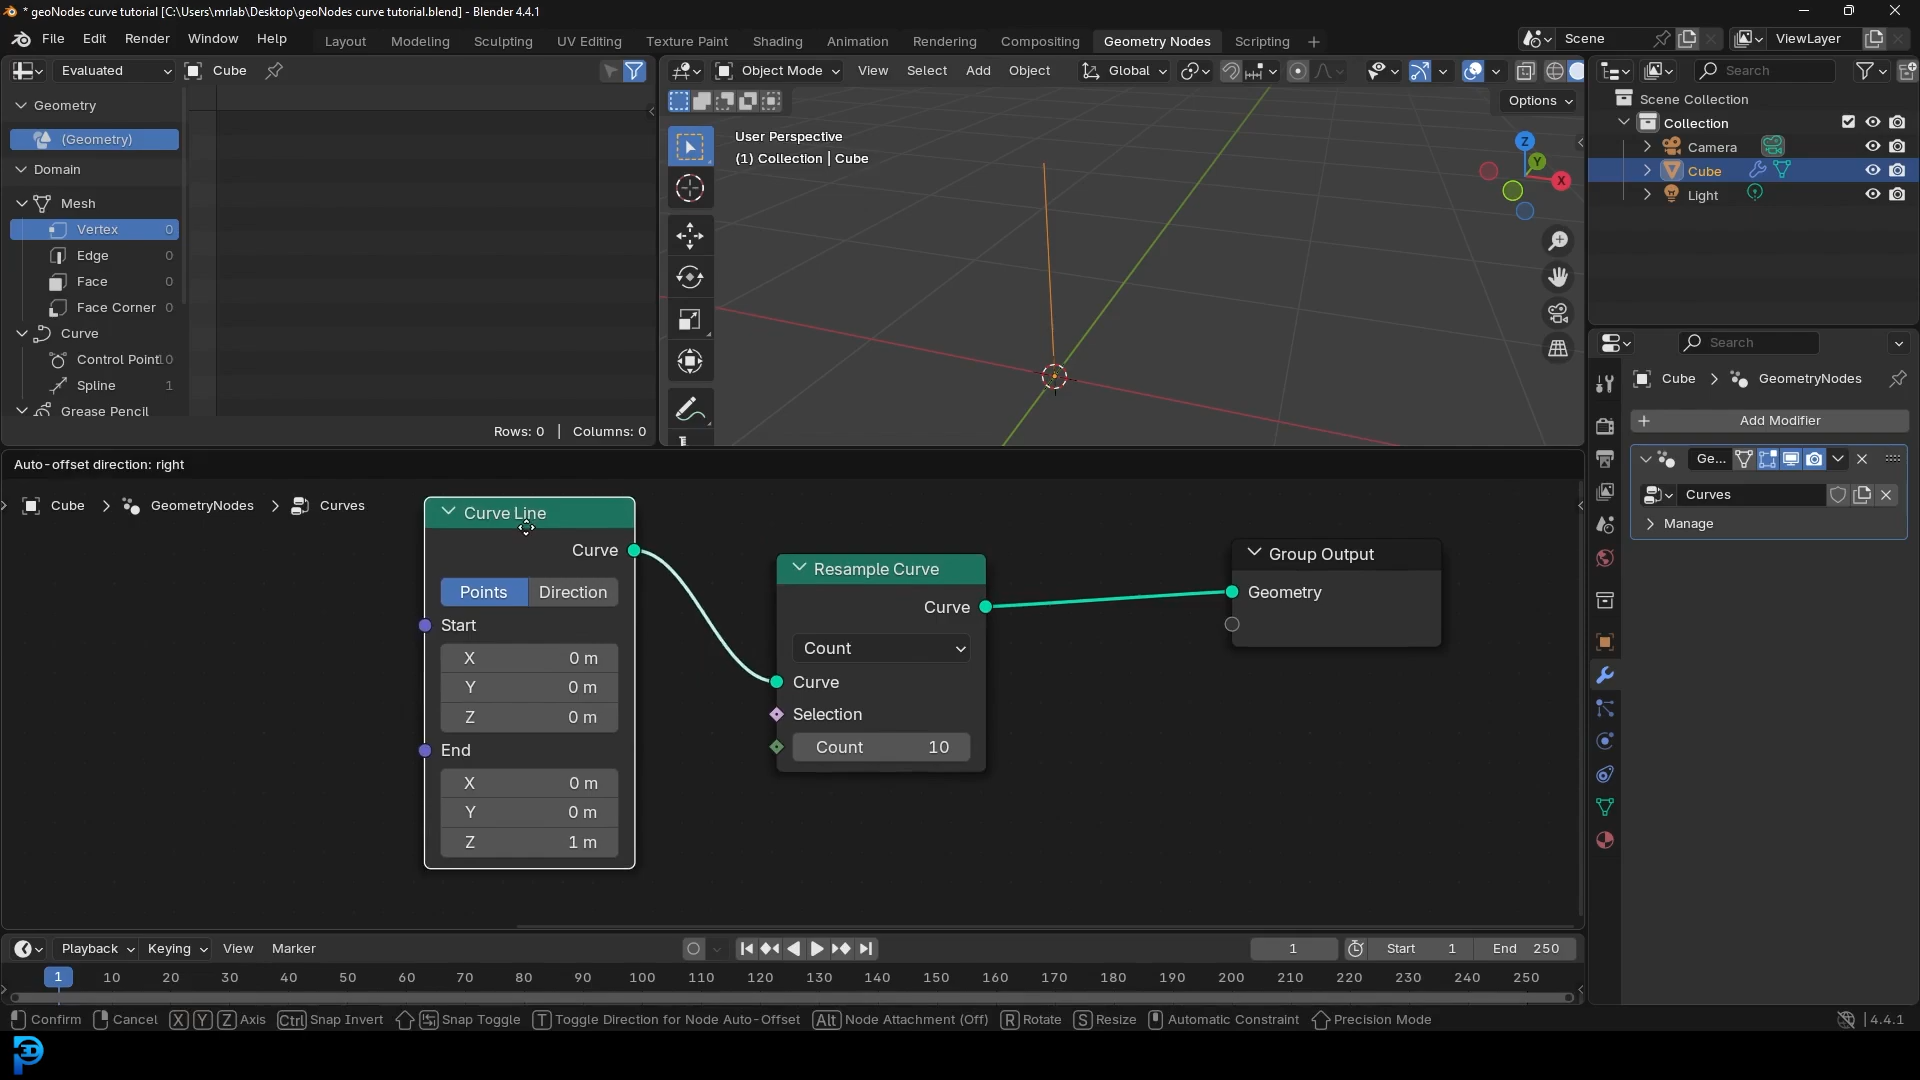 * geoNodes curve tutorial [C:\Users\mrlab\Desktop\geoNodes curve tutorial.blend] - Blender 4.4.1
File Edit Render Window Help
Layout Modeling Sculpting UV Editing Texture Paint Shading Animation Rendering Compositing Geometry Nodes Scripting +
Scene
ViewLayer
Evaluated
Cube
Geometry
(Geometry)
Domain
Mesh
Vertex 0
Edge 0
Face 0
Face Corner 0
Curve
Control Point 0
Spline 1
Grease Pencil
Rows: 0 | Columns: 0
Object Mode View Select Add Object Global
Options
User Perspective
(1) Collection | Cube
Z
Y
X
Search
Scene Collection
Collection
Camera
Cube
Light
Search
Cube > GeometryNodes
+ Add Modifier
Ge...
Curves
Manage
Auto-offset direction: right
Cube > GeometryNodes > Curves
Curve Line
Curve
Points Direction
Start
X 0 m
Y 0 m
Z 0 m
End
X 0 m
Y 0 m
Z 1 m
Resample Curve
Curve
Count
Curve
Selection
Count 10
Group Output
Geometry
Playback Keying View Marker
1
Start 1
End 250
1 10 20 30 40 50 60 70 80 90 100 110 120 130 140 150 160 170 180 190 200 210 220 230 240 250
Confirm Cancel X Y Z Axis Ctrl Snap Invert Snap Toggle T Toggle Direction for Node Auto-Offset Alt Node Attachment (Off) R Rotate S Resize Automatic Constraint Precision Mode
4.4.1
3D